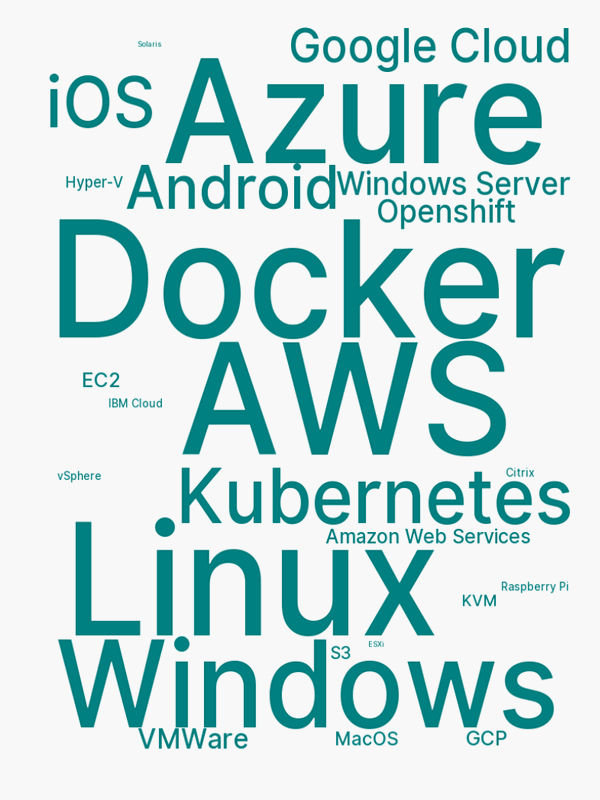 Solaris
Google Cloud
iOS
Azure
Hyper-V
Android
Windows Server
Openshift
Docker
AWS
EC2
IBM Cloud
vSphere
Kubernetes
Citrix
Amazon Web Services
Linux
Raspberry Pi
KVM
Windows
S3
ESXi
VMWare
MacOS
GCP